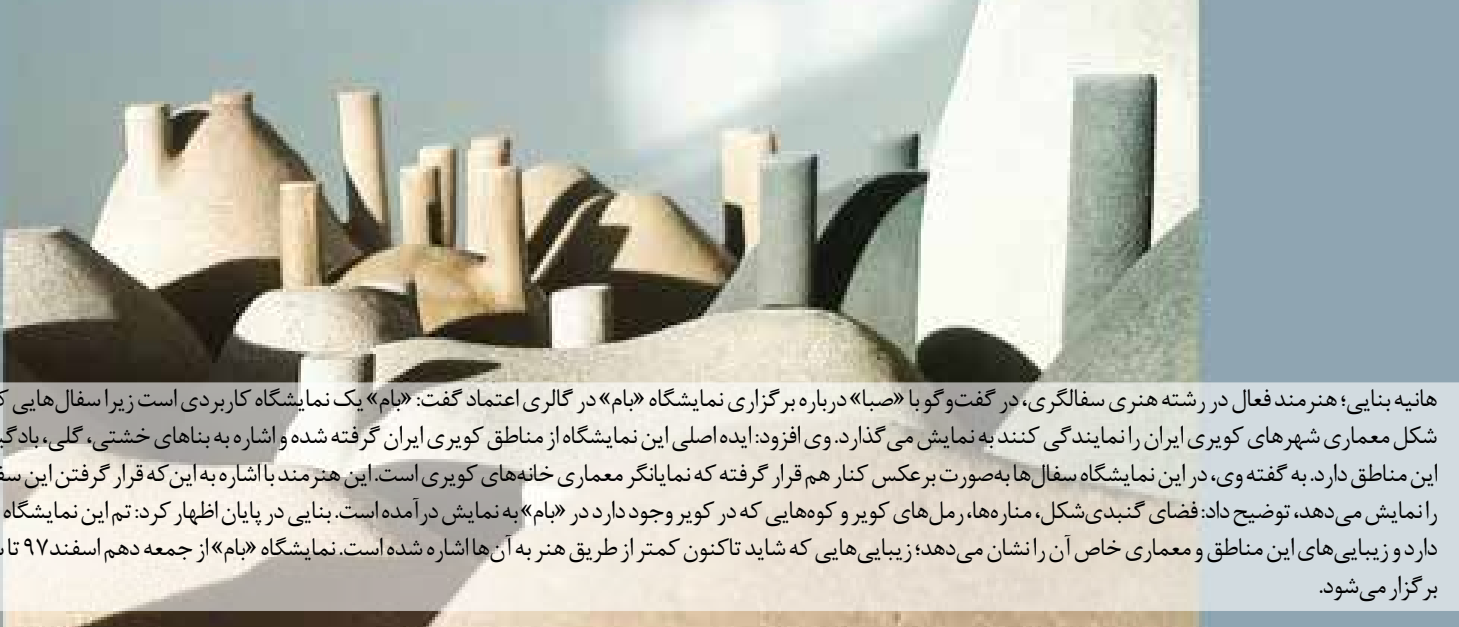 هانیه بنایی؛ هنرمند فعال در رشته هنری سفالگری، در گفت‌وگو با «صبا» درباره برگزاری نمایشگاه «بام» در گالری اعتماد گفت: «بام» یک نمایشگاه کاربردی است زیرا سفال‌هایی
شکل معماری شهرهای کویری ایران را نمایندگی کنند به نمایش می‌گذارد. وی افزود: ایده اصلی این نمایشگاه از مناطق کویری ایران گرفته شده و اشاره به بناهای خشتی، گلی،
این مناطق دارد. به گفته وی، در این نمایشگاه سفال‌ها به‌صورت برعکس کنار هم قرار گرفته که نمایانگر معماری خانه‌های کویری است. این هنرمند با اشاره به این که قرار گرفتن این
را نمایش می‌دهد، توضیح داد: فضای گنبدی‌شکل، مناره‌ها، رمل‌های کویر و کوه‌هایی که در کویر وجود دارد در «بام» به نمایش درآمده است. بنایی در پایان اظهار کرد: تم این نمایشگاه
دارد و زیبایی‌های این مناطق و معماری خاص آن را نشان می‌دهد؛ زیبایی‌هایی که شاید تاکنون کمتر از طریق هنر به آن‌ها اشاره شده است. نمایشگاه «بام» از جمعه دهم اسفند ۹۷ تا
برگزار می‌شود.